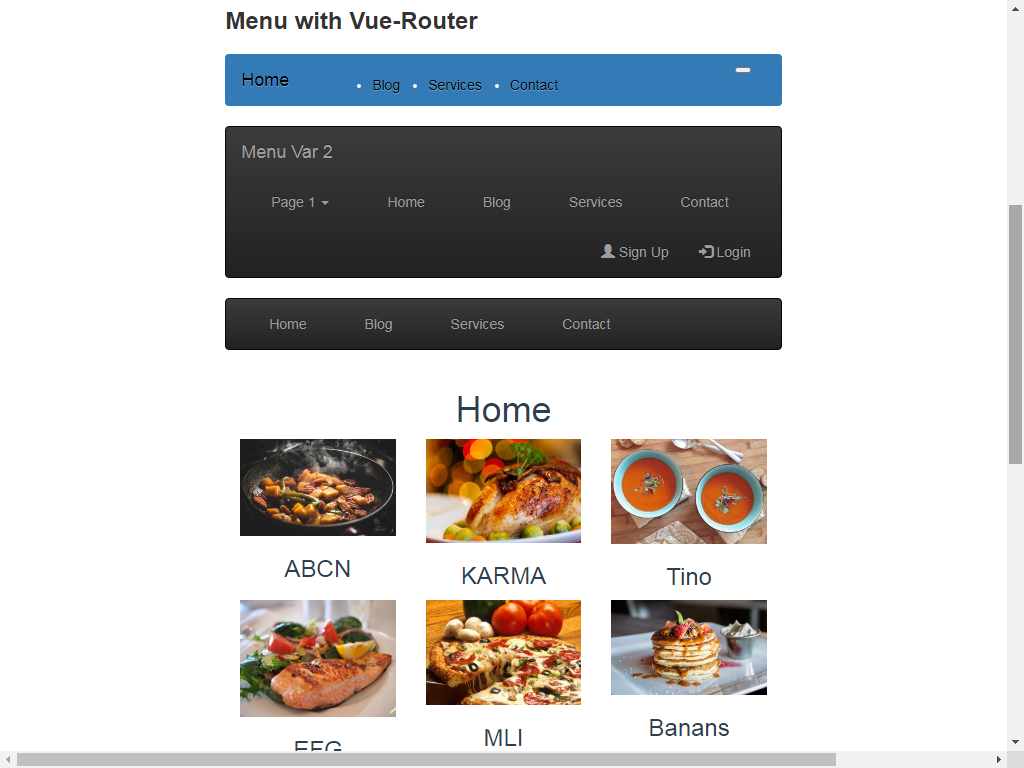 Menu with Vue-Router
Home
Blog
Services
Contact
Menu Var 2
Page 1
Home
Blog
Services
Contact
Sign Up
Login
Home
Blog
Services
Contact
Home
ABCN
KARMA
Tino
EFG
MLI
Banans